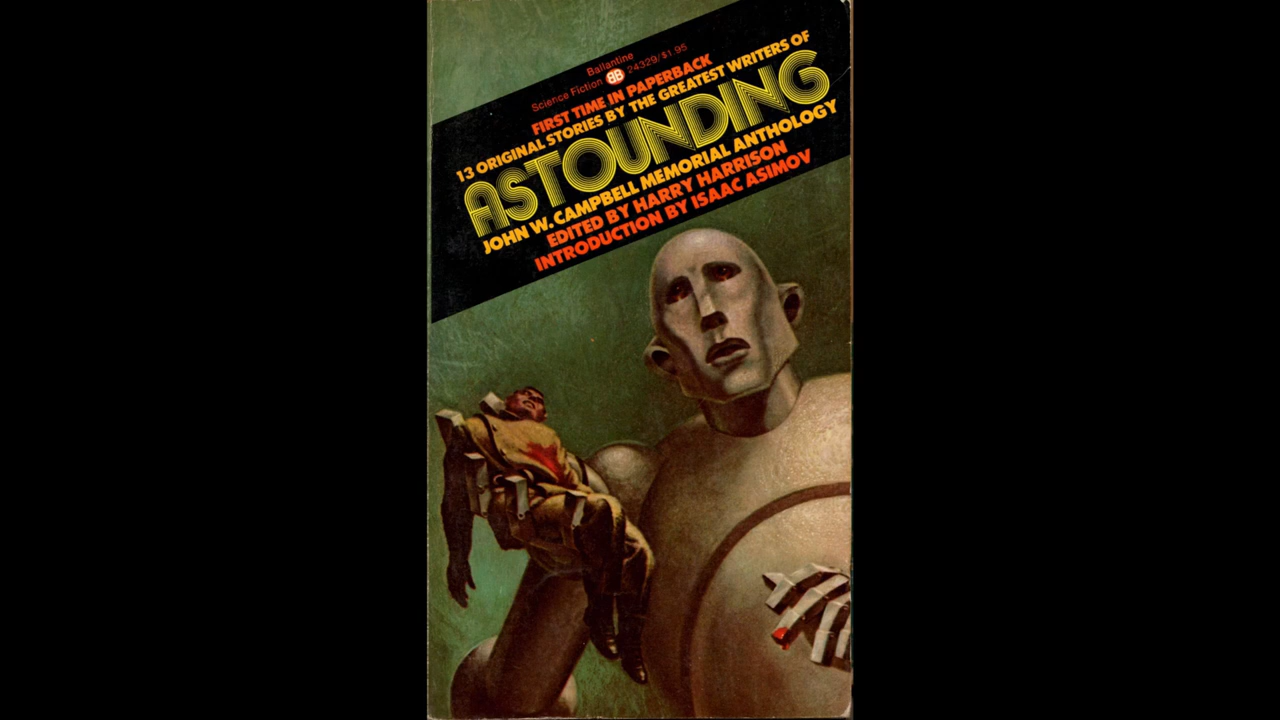 Ballantine
Science Fiction BB 24329/$1.95
FIRST TIME IN PAPERBACK
13 ORIGINAL STORIES BY THE GREATEST WRITERS OF
ASTOUNDING
JOHN W. CAMPBELL MEMORIAL ANTHOLOGY
EDITED BY HARRY HARRISON
INTRODUCTION BY ISAAC ASIMOV